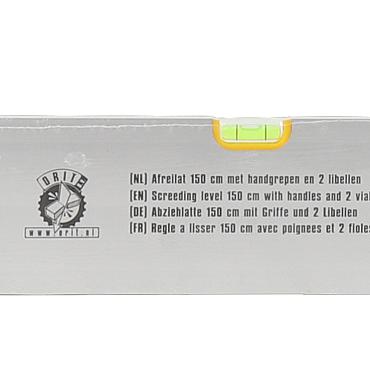 ORIT
www.orit.nl
(NL) Afreilat 150 cm met handgrepen en 2 libellen
(EN) Screeding level 150 cm with handles and 2 vial
(DE) Abziehlatte 150 cm mit Griffe und 2 Libellen
(FR) Regle a lisser 150 cm avec poignees et 2 fioles